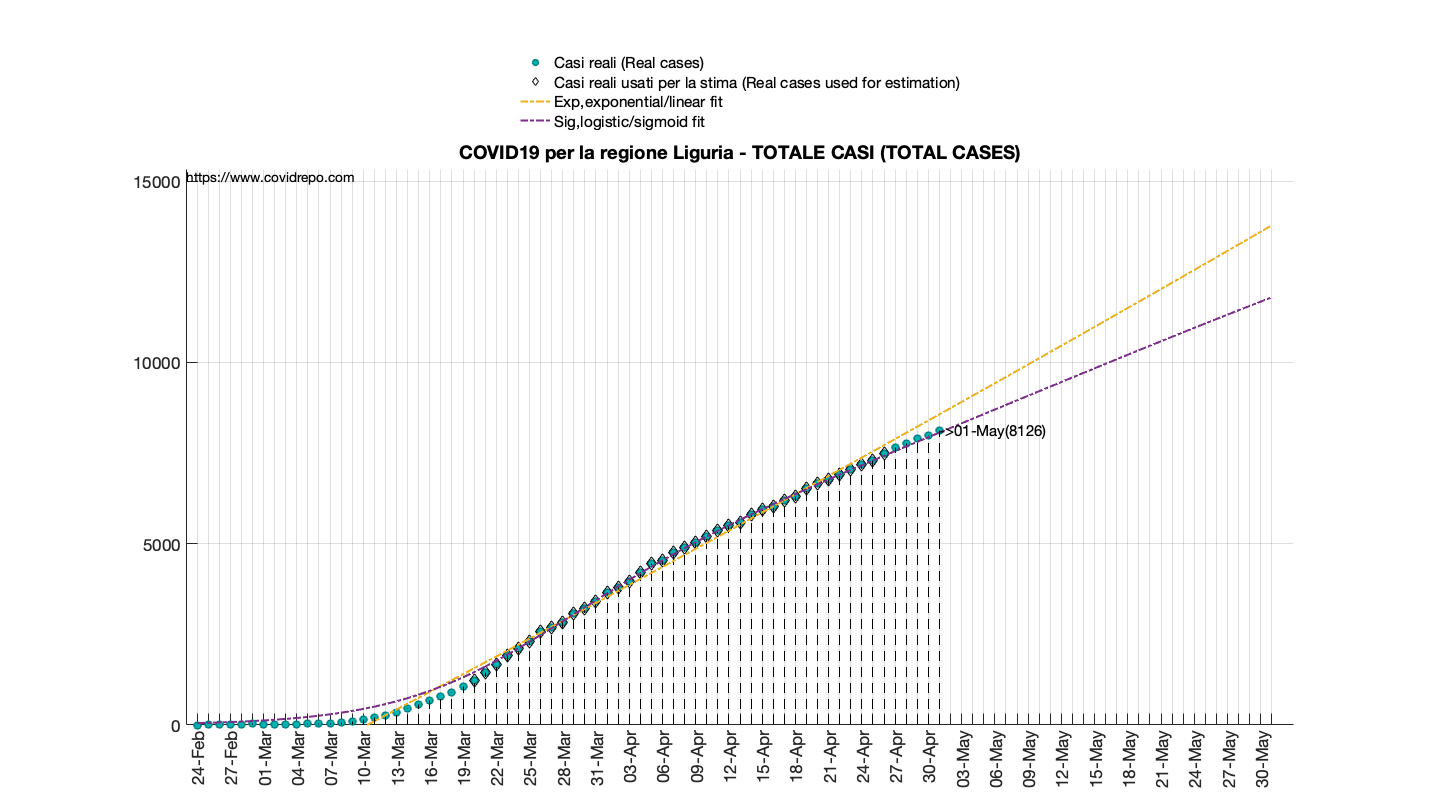 Casi reali (Real cases)
Casi reali usati per la stima (Real cases used for estimation)
Exp,exponential/linear fit
Sig,logistic/sigmoid fit
COVID19 per la regione Liguria - TOTALE CASI (TOTAL CASES)
https://www.covidrepo.com
15000
10000
5000
0
>01-May(8126)
24-Feb
27-Feb
01-Mar
04-Mar
07-Mar
10-Mar
13-Mar
16-Mar
19-Mar
22-Mar
25-Mar
28-Mar
31-Mar
03-Apr
06-Apr
09-Apr
12-Apr
15-Apr
18-Apr
21-Apr
24-Apr
27-Apr
30-Apr
03-May
06-May
09-May
12-May
15-May
18-May
21-May
24-May
27-May
30-May